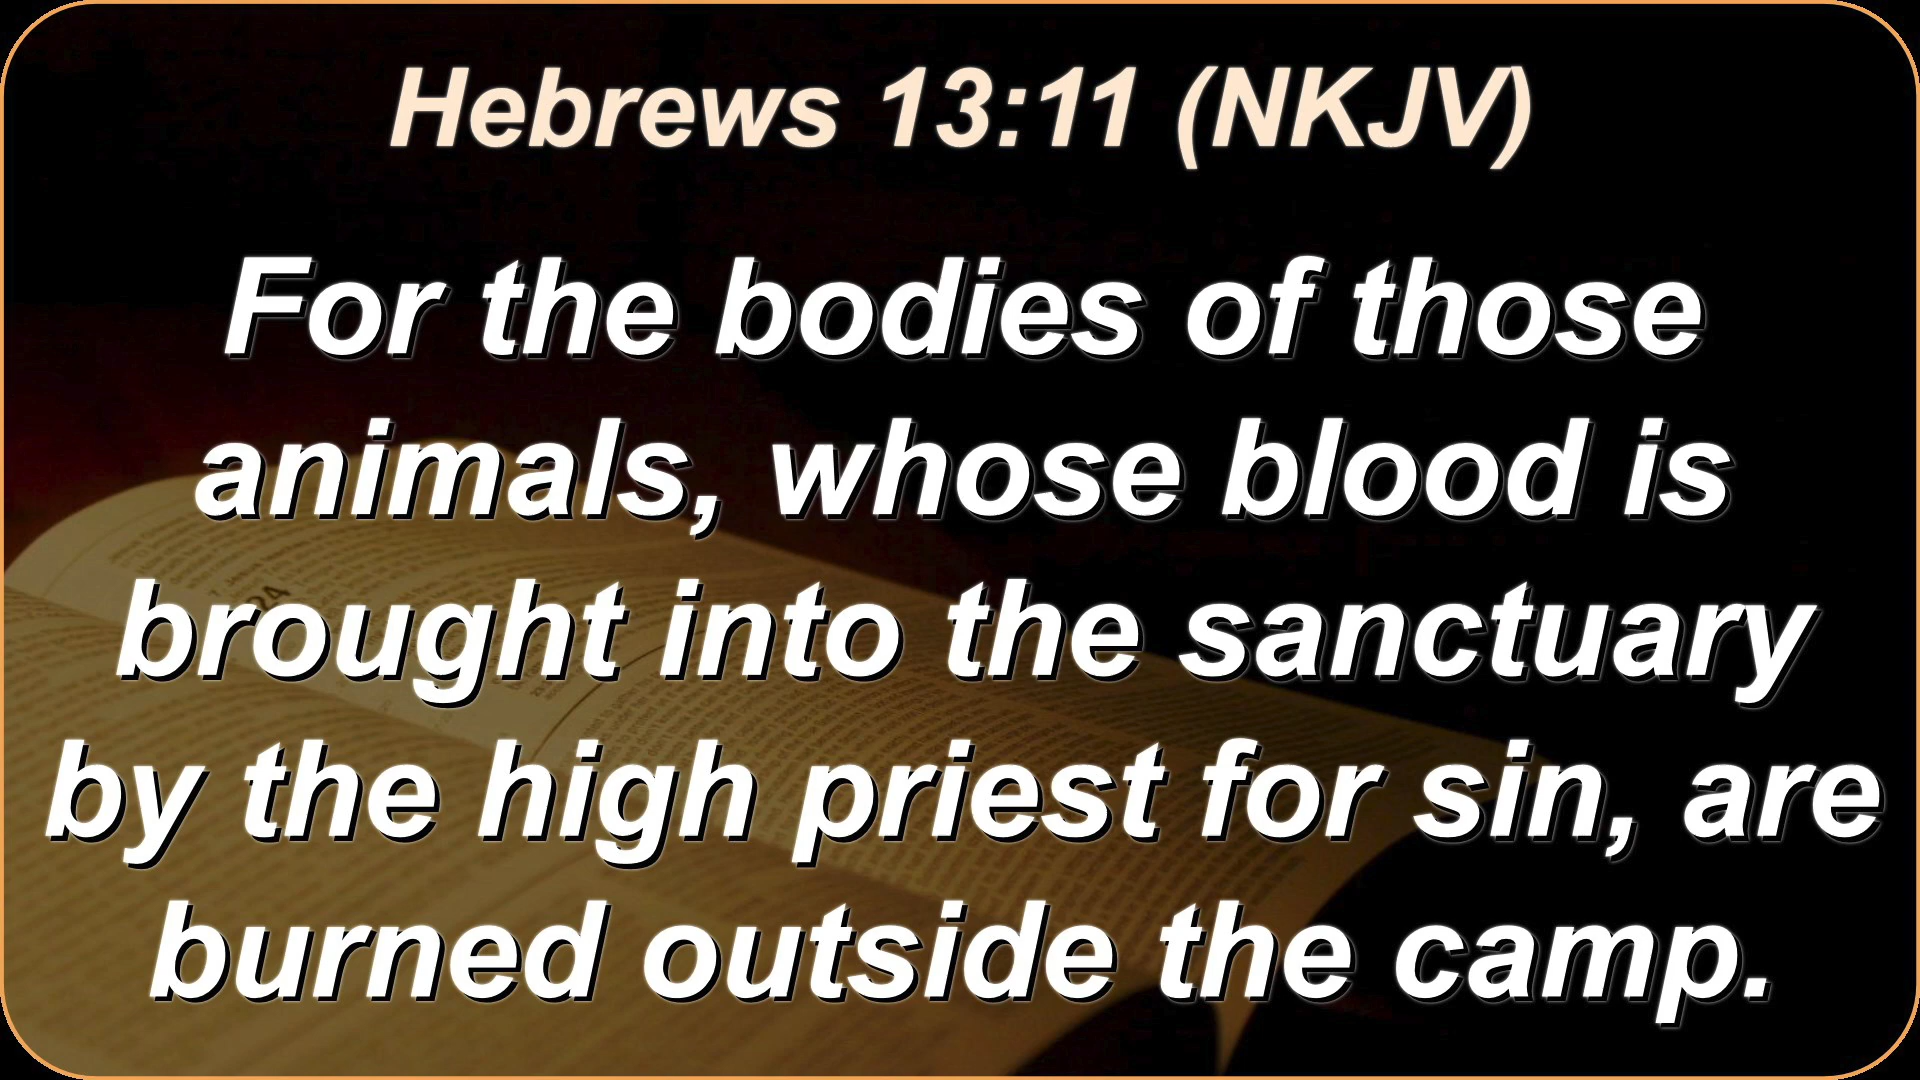 Hebrews 13:11 (NKJV)
For the bodies of those
animals, whose blood is
brought into the sanctuary
by the high priest for sin, are
burned outside the camp.
24